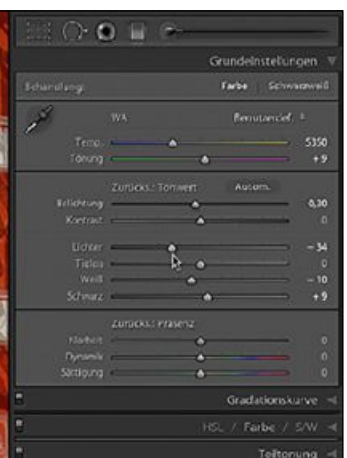 Grundeinstellungen
Behandlung: Farbe | Schwarzweiß
WA: Benutzerdef.
Temp. 5350
Tönung + 9
Zurücks.: Tonwert Autom.
Belichtung -0,30
Kontrast 0
Lichter − 34
Tiefen 0
Weiß − 10
Schwarz + 9
Zurücks.: Präsenz
Klarheit 0
Dynamik 0
Sättigung 0
Gradationskurve
HSL / Farbe / S/W
Teiltonung